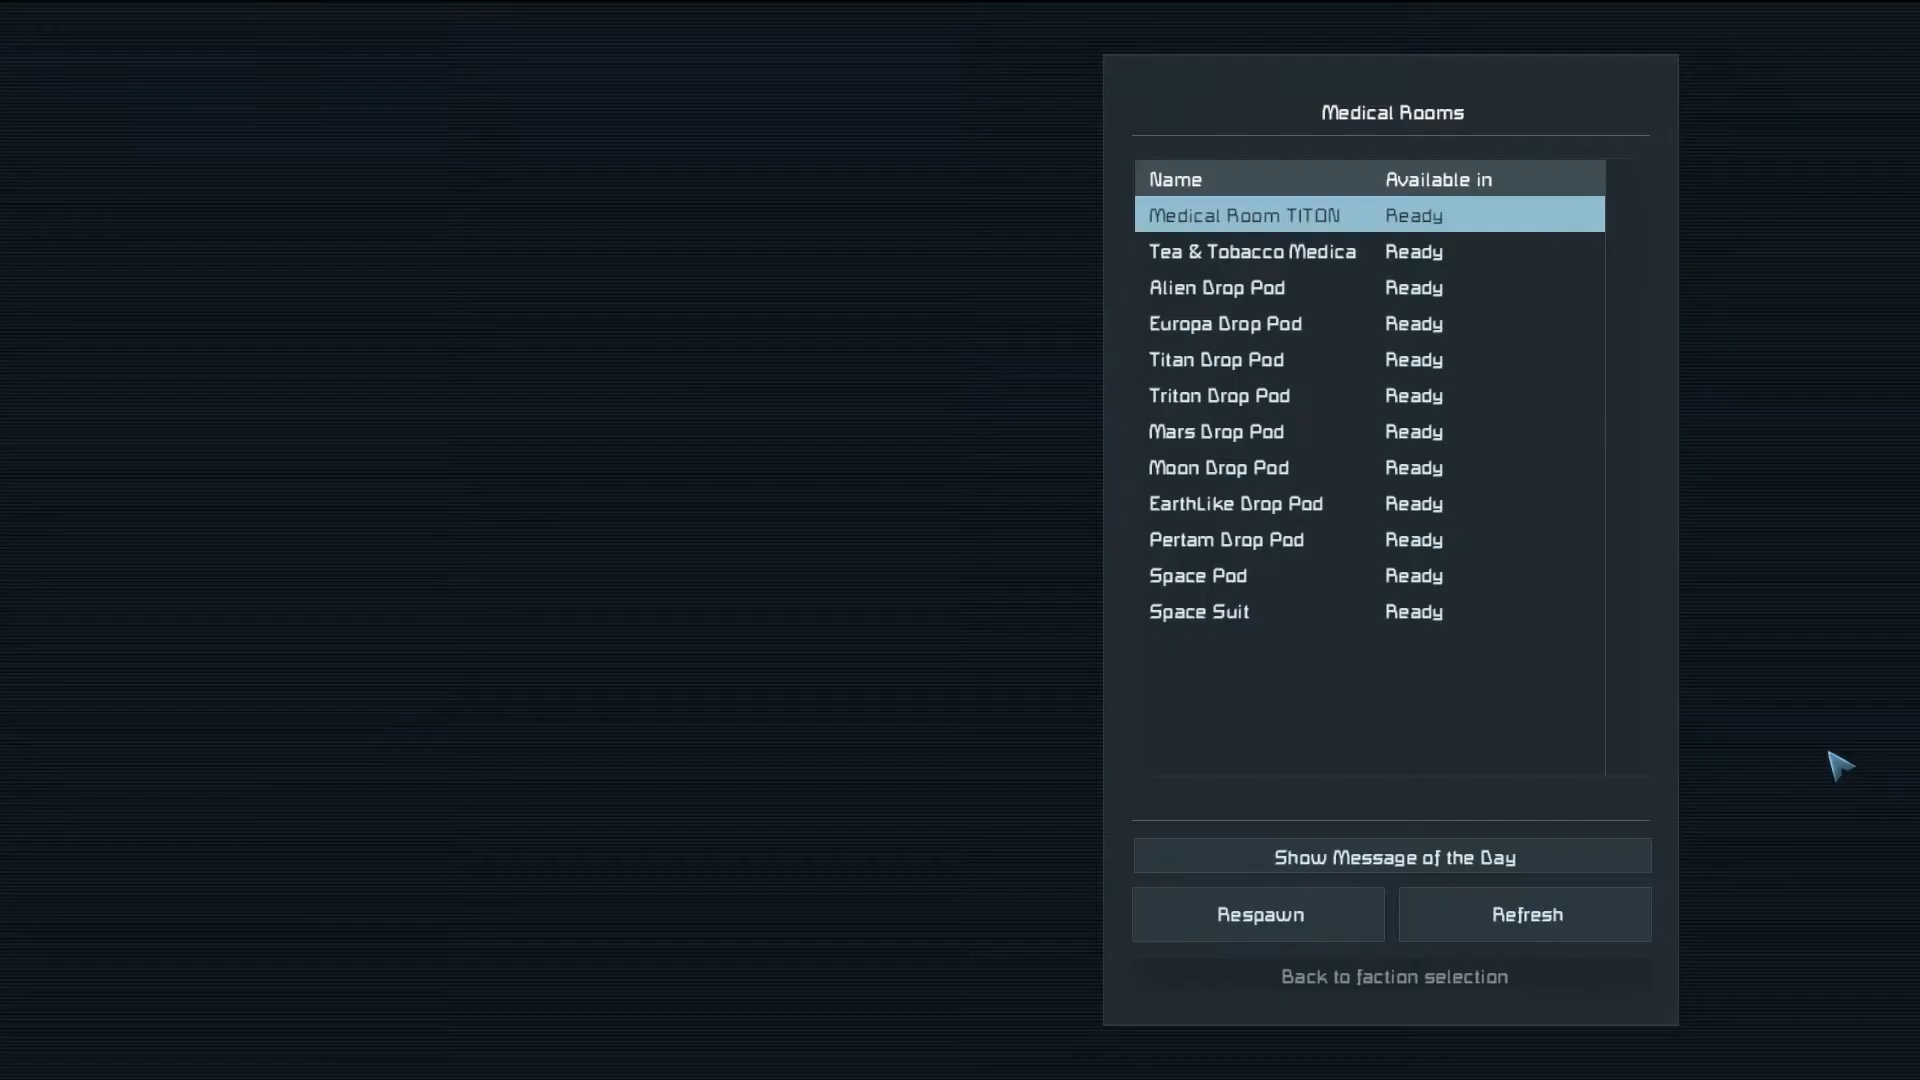 Medical Rooms
Name Available in
Medical Room TITON Ready
Tea & Tobacco Medica Ready
Alien Drop Pod Ready
Europa Drop Pod Ready
Titan Drop Pod Ready
Triton Drop Pod Ready
Mars Drop Pod Ready
Moon Drop Pod Ready
EarthLike Drop Pod Ready
Pertam Drop Pod Ready
Space Pod Ready
Space Suit Ready
Show Message of the Day
Respawn Refresh
Back to faction selection